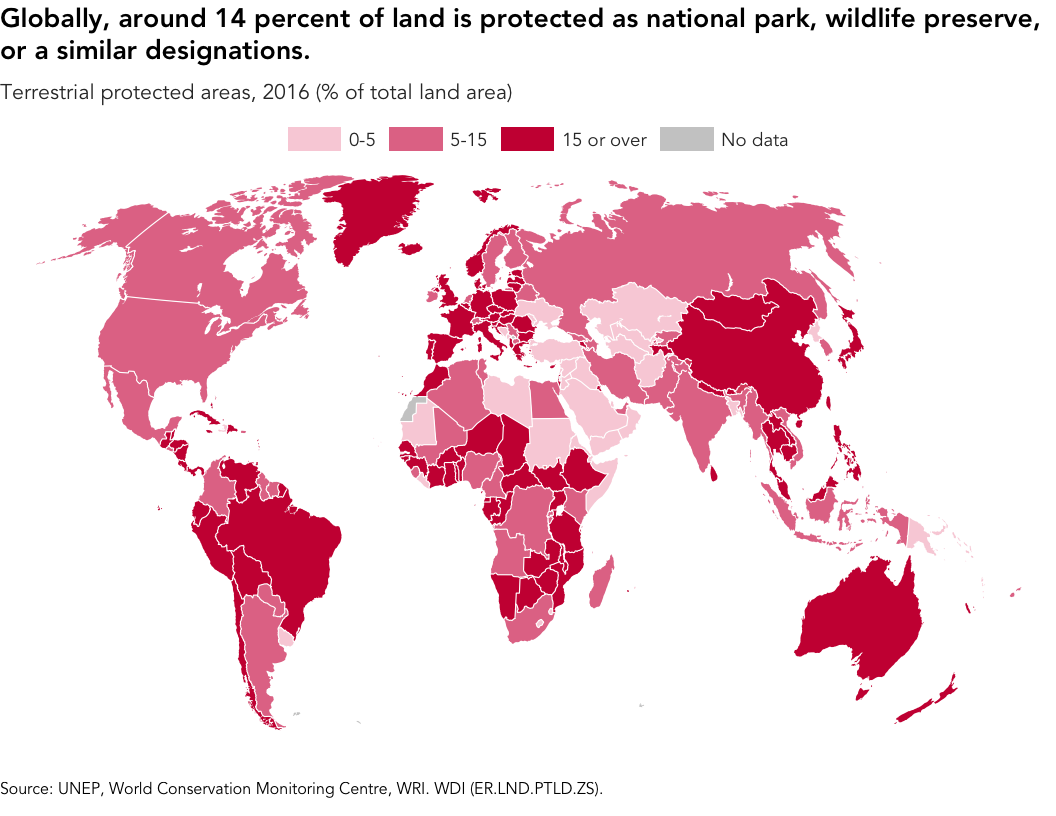 Globally, around 14 percent of land is protected as national park, wildlife preserve,
or a similar designations.
Terrestrial protected areas, 2016 (% of total land area)
0-5 5-15 15 or over No data
Source: UNEP, World Conservation Monitoring Centre, WRI. WDI (ER.LND.PTLD.ZS).